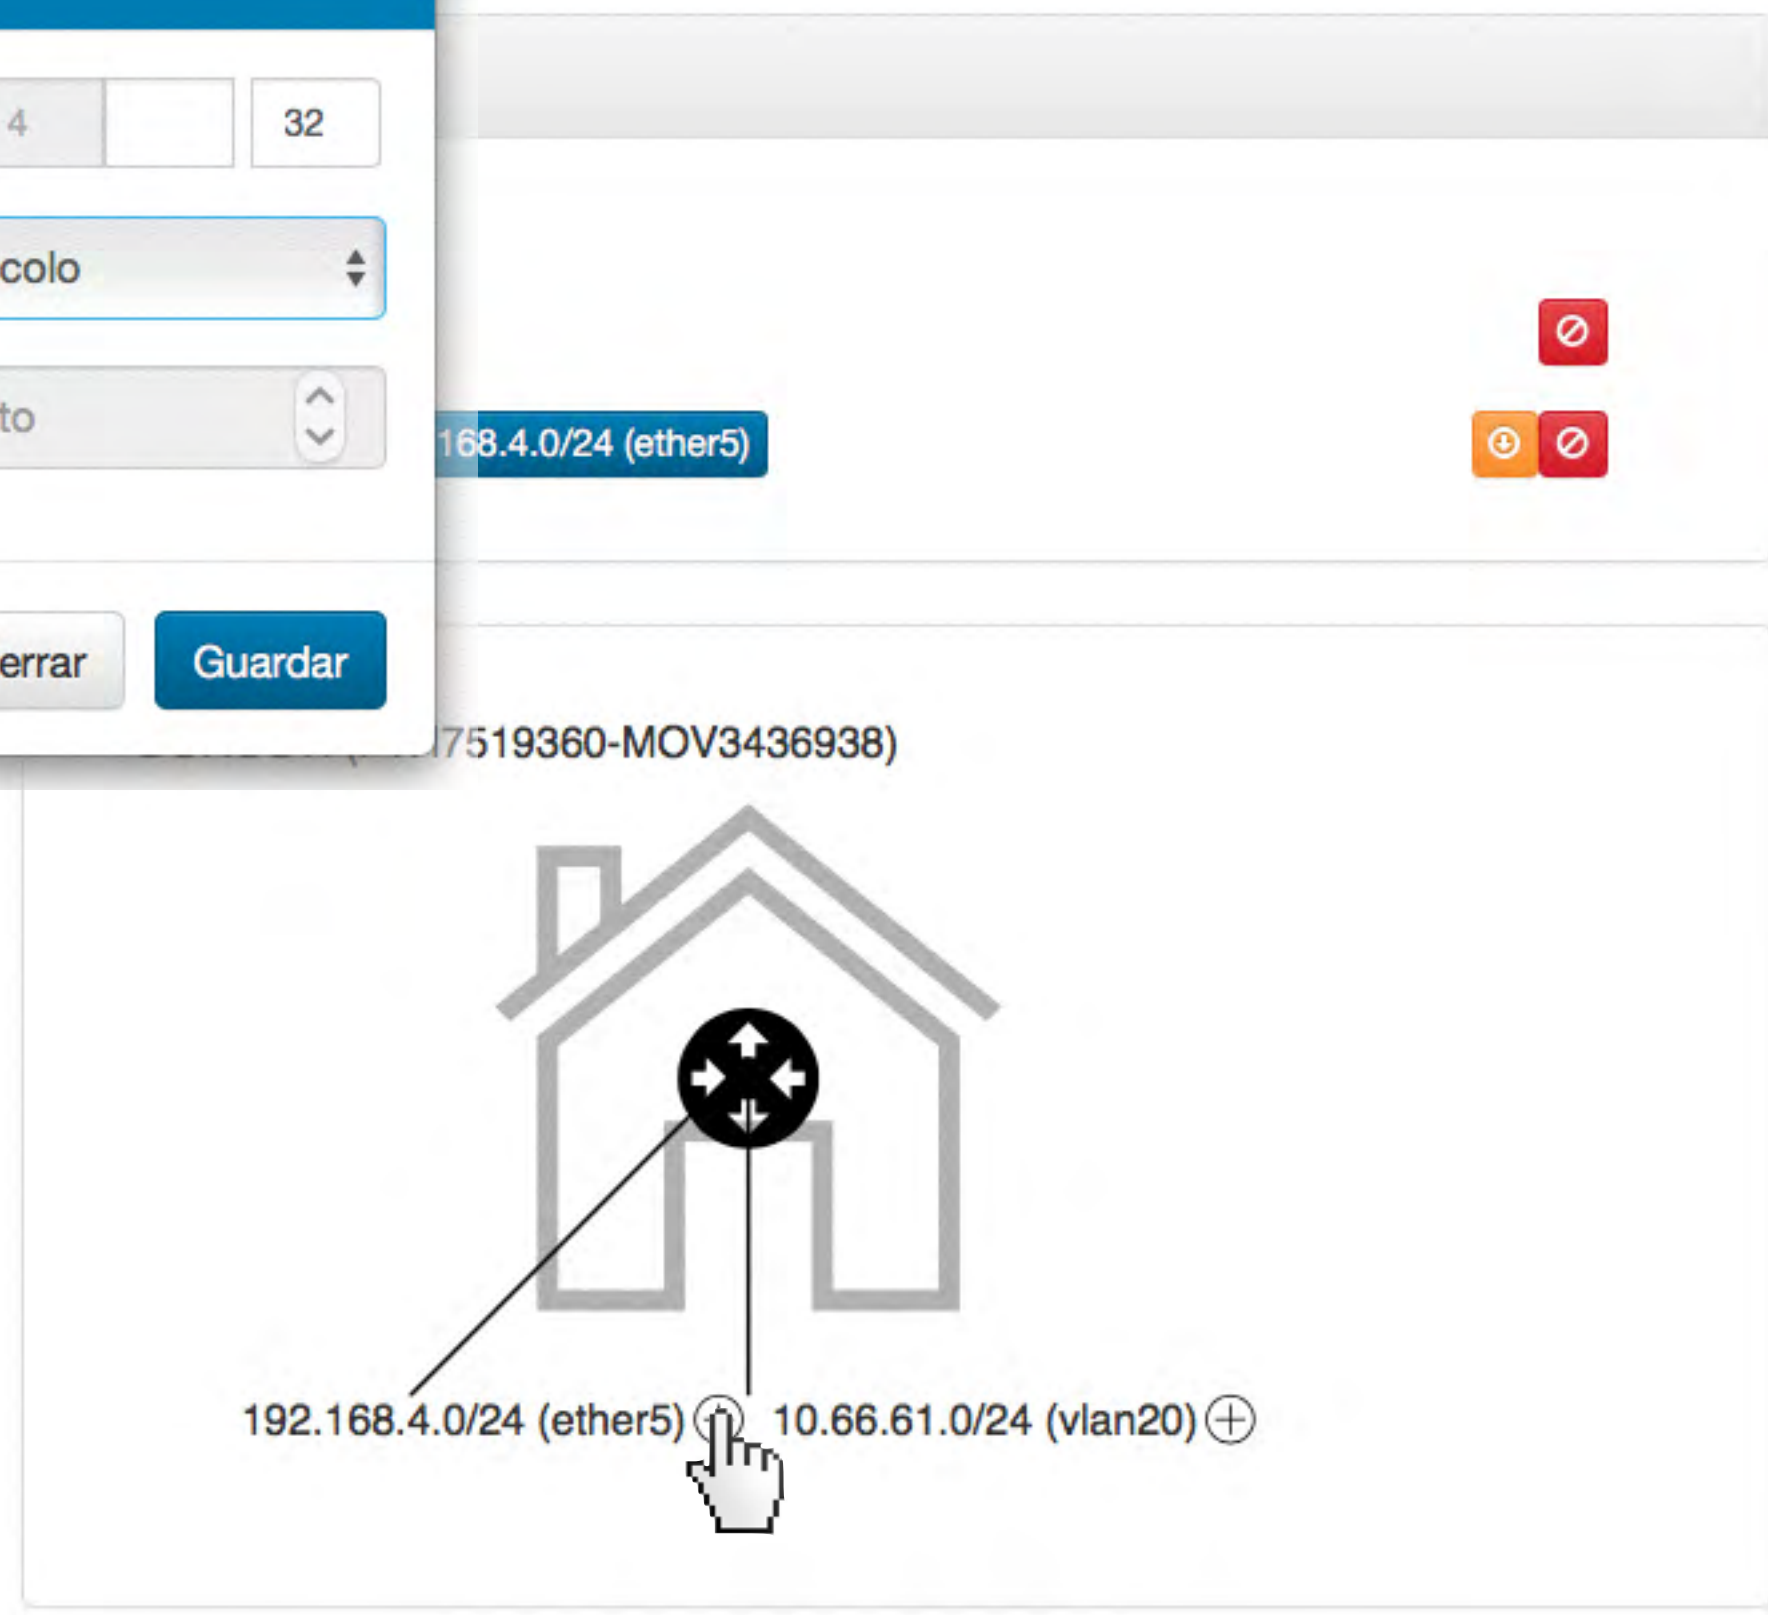 4 32
colo
168.4.0/24 (ether5)
to
errar Guardar
7519360-MOV3436938)
192.168.4.0/24 (ether5) 10.66.61.0/24 (vlan20)